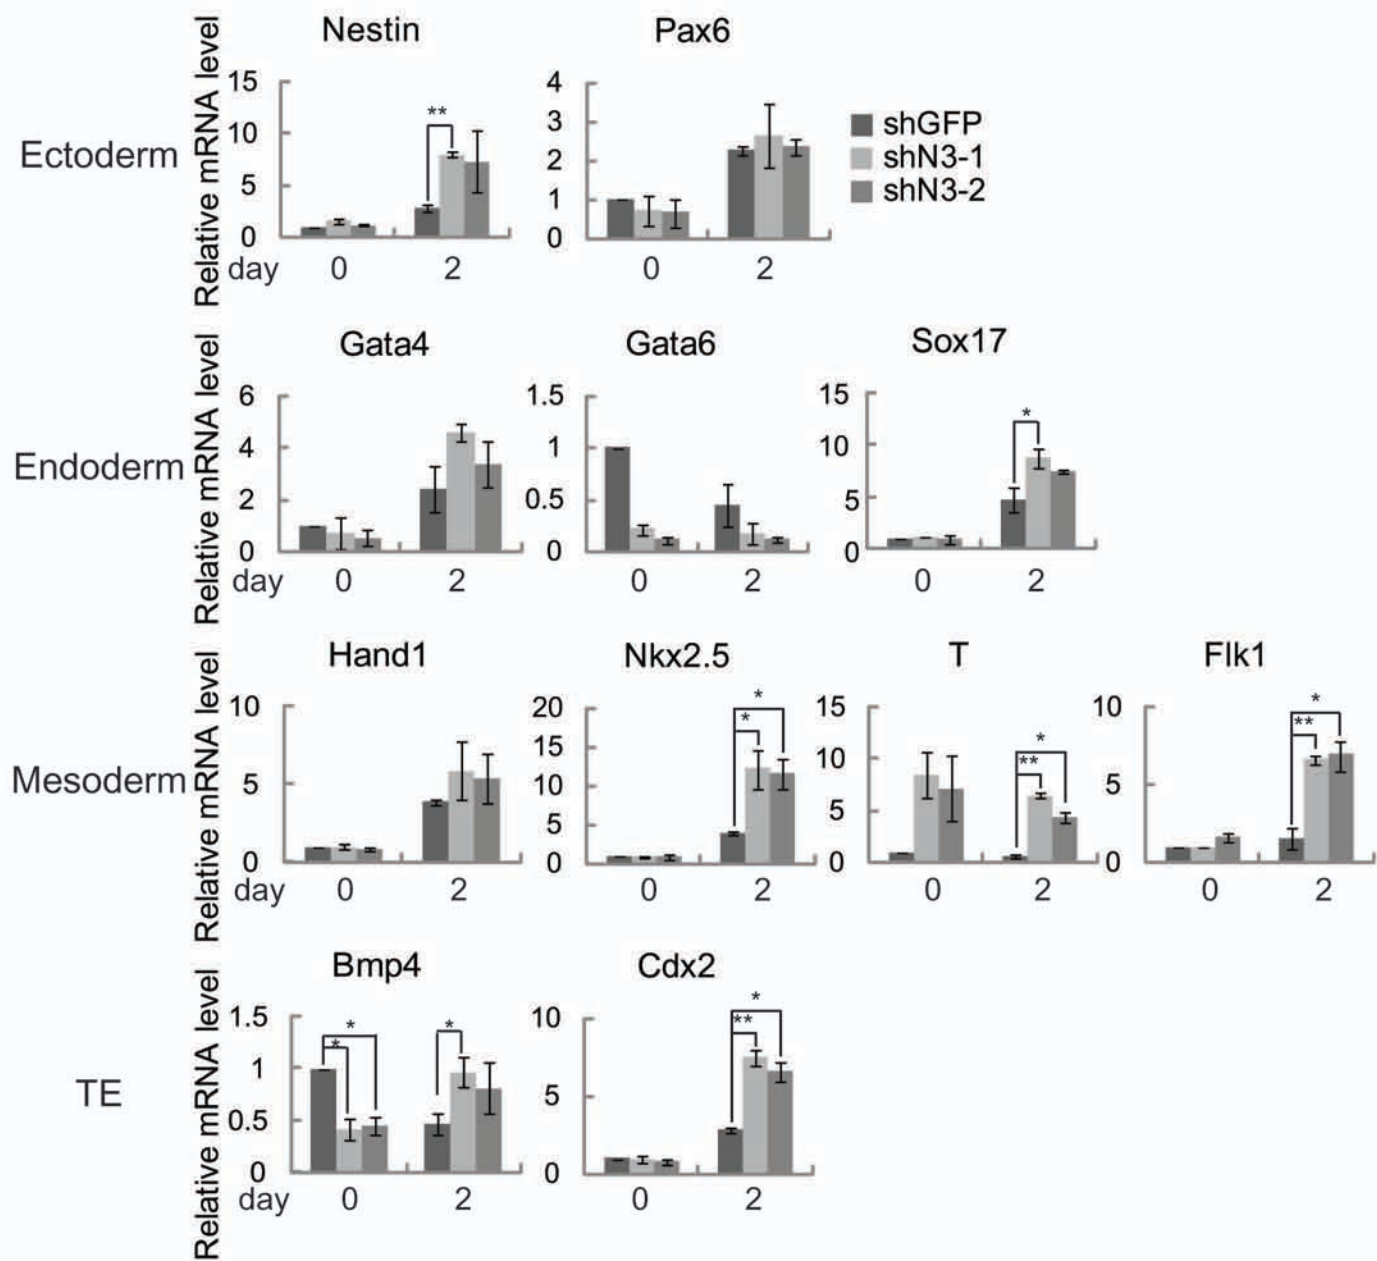 Nestin Pax6
Ectoderm
Relative mRNA level
15
10
5
0
**
4
3
2
1
0
shGFP
shN3-1
shN3-2
day 0 2 0 2
Gata4 Gata6 Sox17
Endoderm
Relative mRNA level
6
4
2
0
1.5
1
0.5
0
15
10
5
0
*
day 0 2 0 2 0 2
Hand1 Nkx2.5 T Flk1
Mesoderm
Relative mRNA level
10
5
0
20
15
10
5
0
*
*
15
10
5
0
*
**
10
5
0
*
**
day 0 2 0 2 0 2 0 2
Bmp4 Cdx2
TE
Relative mRNA level
1.5
1
0.5
0
*
*
*
10
5
0
*
**
day 0 2 0 2